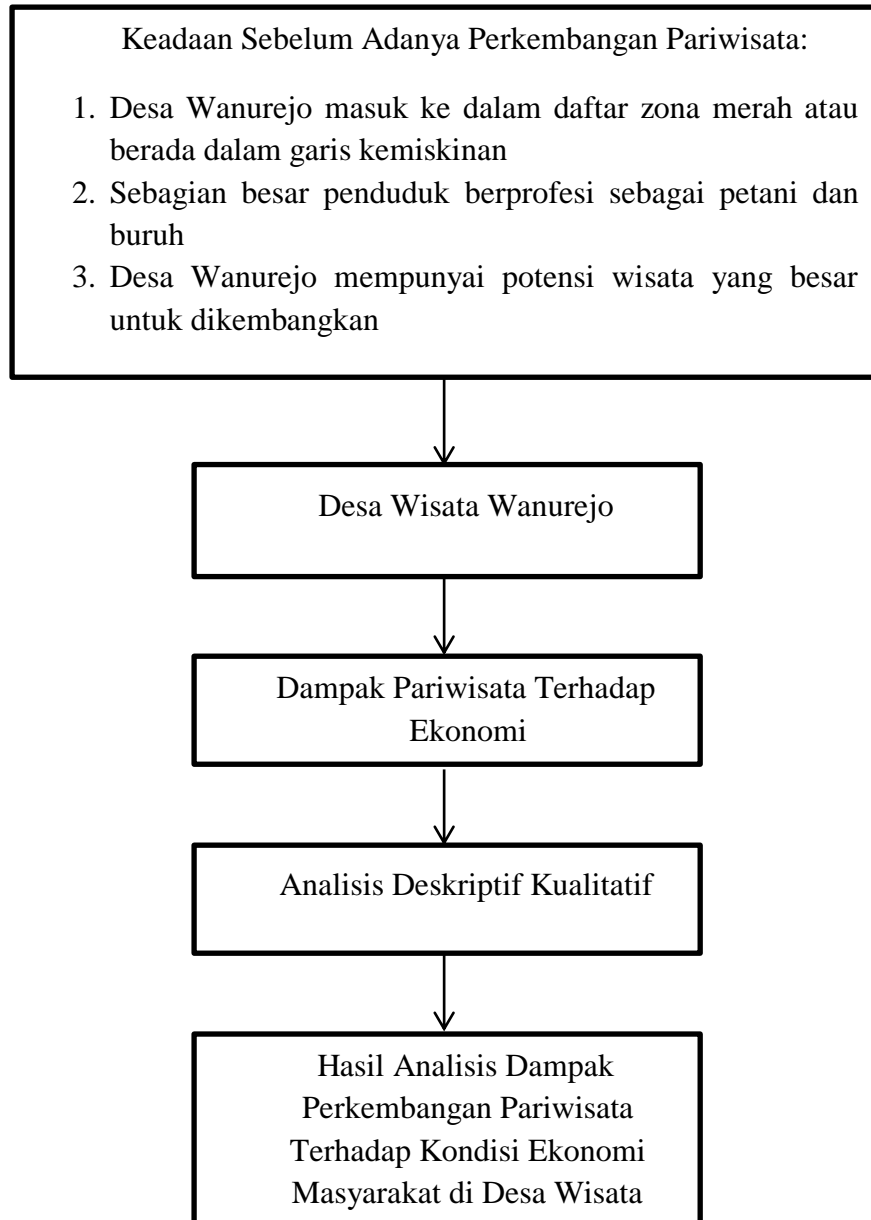 Keadaan Sebelum Adanya Perkembangan Pariwisata:
1. Desa Wanurejo masuk ke dalam daftar zona merah atau
berada dalam garis kemiskinan
2. Sebagian besar penduduk berprofesi sebagai petani dan
buruh
3. Desa Wanurejo mempunyai potensi wisata yang besar
untuk dikembangkan
Desa Wisata Wanurejo
Dampak Pariwisata Terhadap
Ekonomi
Analisis Deskriptif Kualitatif
Hasil Analisis Dampak
Perkembangan Pariwisata
Terhadap Kondisi Ekonomi
Masyarakat di Desa Wisata